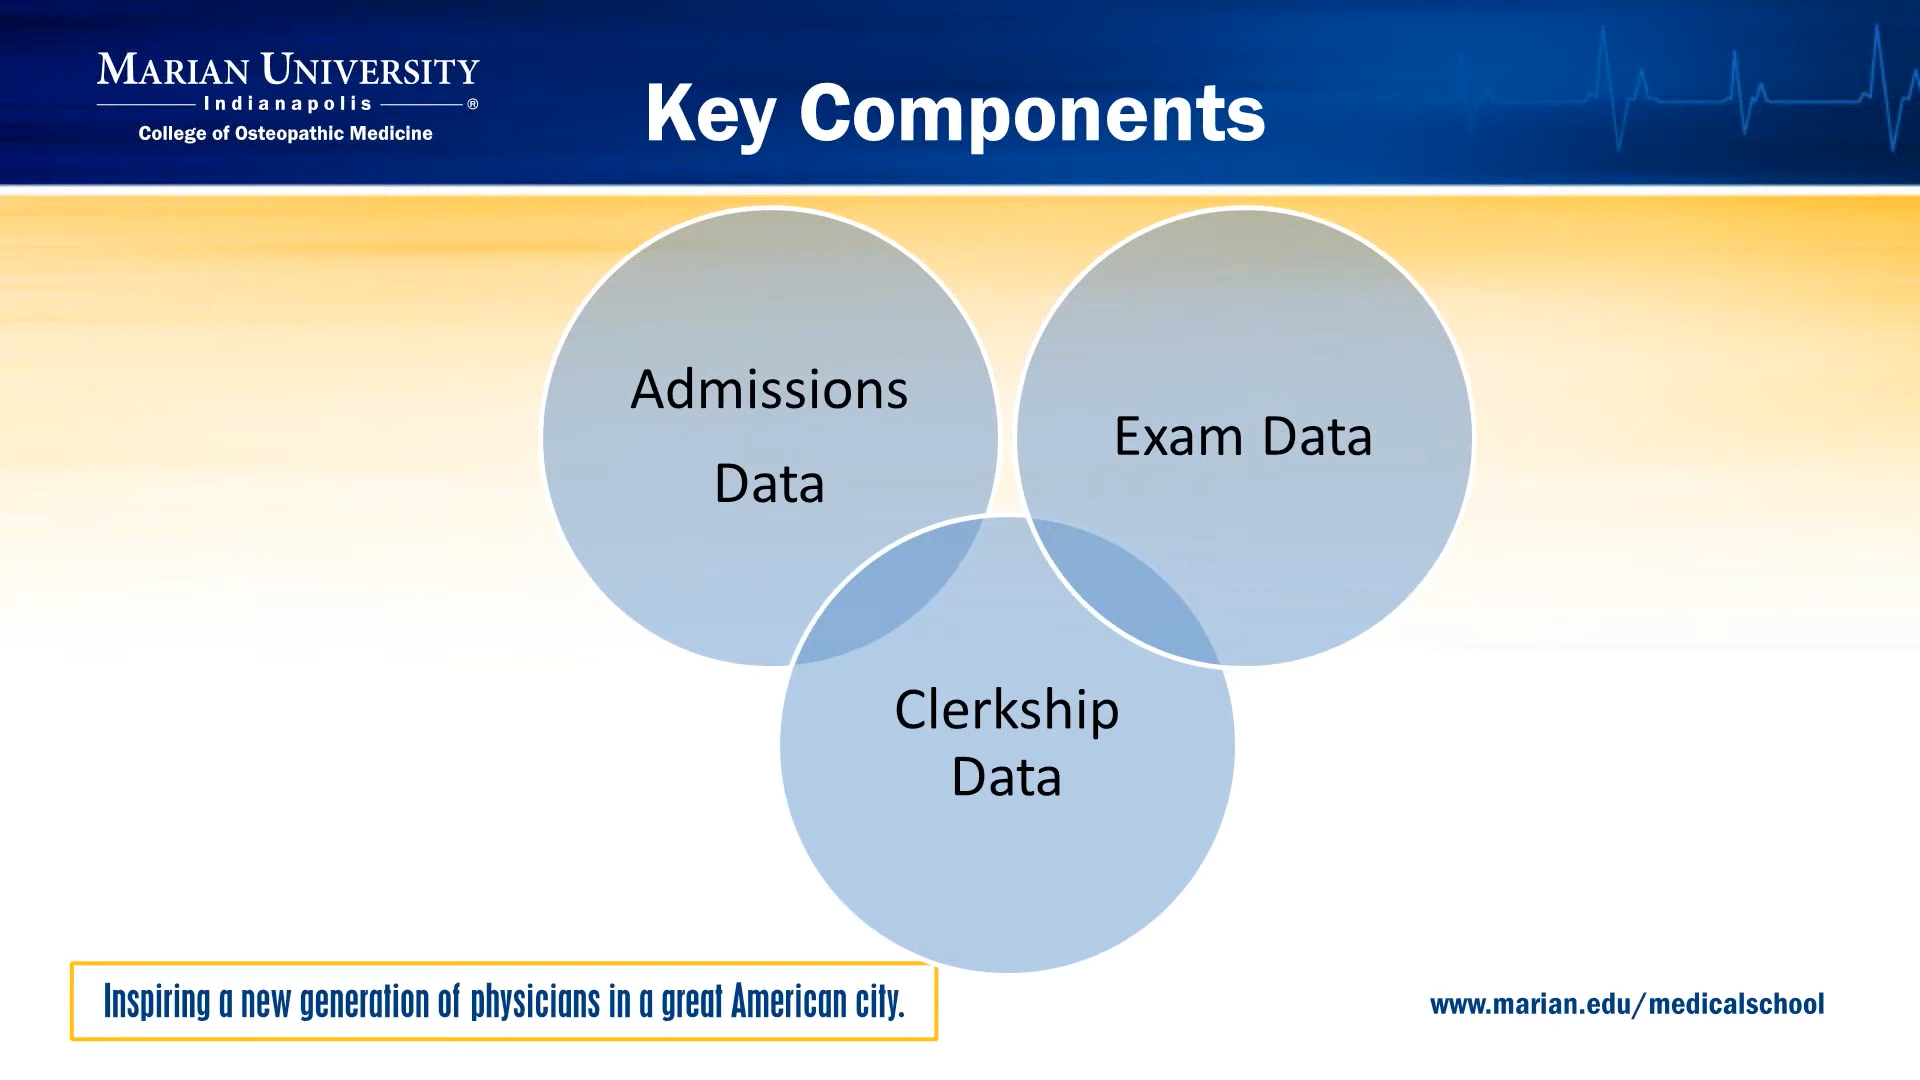 MARIAN UNIVERSITY
Indianapolis ®
College of Osteopathic Medicine
Key Components
Admissions
Data
Exam Data
Clerkship
Data
Inspiring a new generation of physicians in a great American city.
www.marian.edu/medicalschool